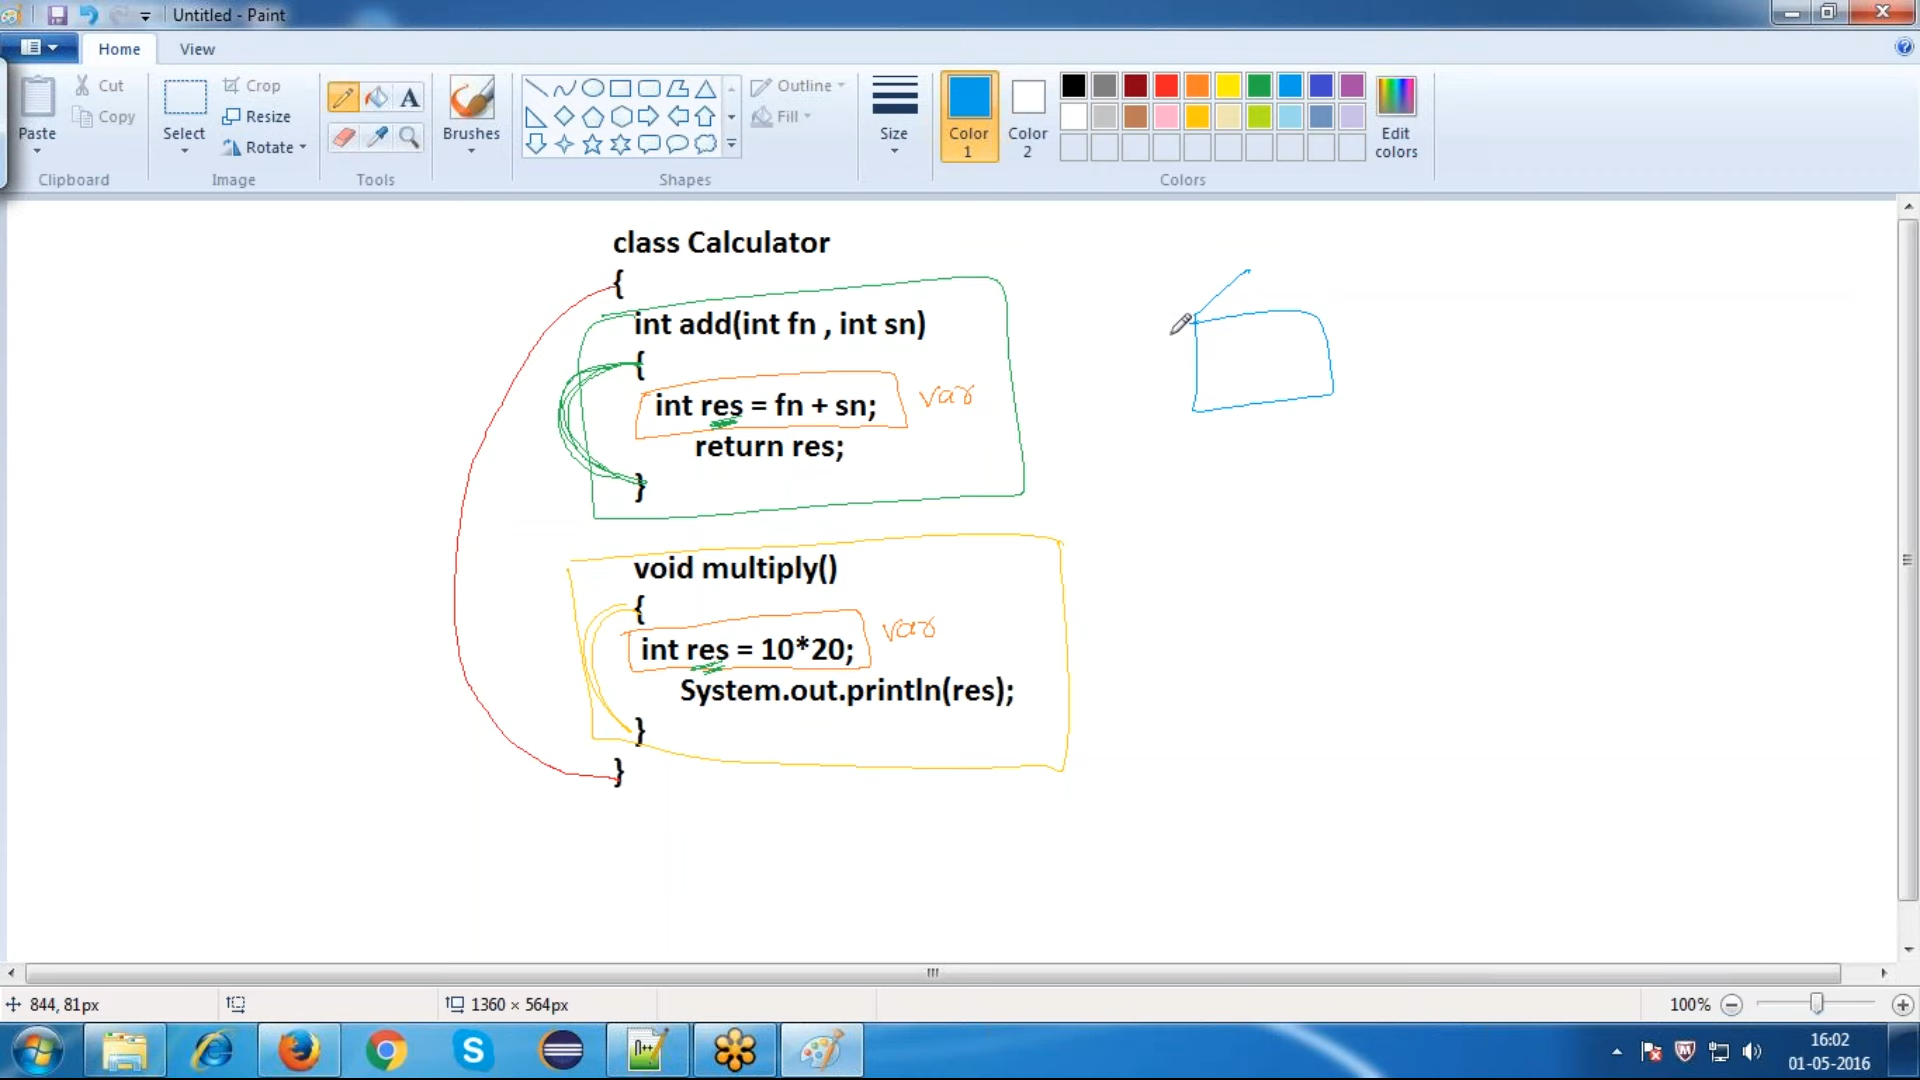 Untitled - Paint
Home View
Cut
Copy
Paste
Clipboard
Select
Crop
Resize
Rotate
Image
Tools
Brushes
Shapes
Outline
Fill
Size
Color 1
Color 2
Edit colors
Colors
class Calculator
{
int add(int fn , int sn)
{
int res = fn + sn; var
return res;
}
void multiply()
{
int res = 10*20; var
System.out.println(res);
}
}
844, 81px 1360 × 564px 100%
16:02
01-05-2016